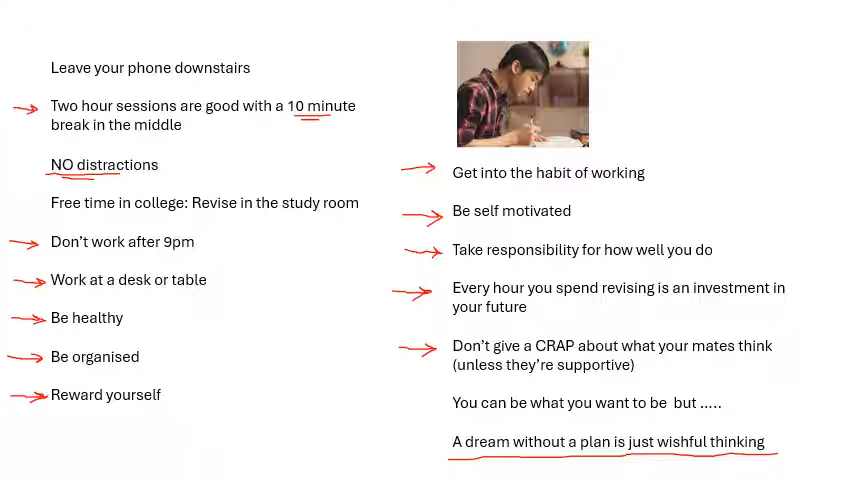 Leave your phone downstairs
Two hour sessions are good with a 10 minute
break in the middle
NO distractions
Free time in college: Revise in the study room
Don’t work after 9pm
Work at a desk or table
Be healthy
Be organised
Reward yourself
Get into the habit of working
Be self motivated
Take responsibility for how well you do
Every hour you spend revising is an investment in
your future
Don’t give a CRAP about what your mates think
(unless they’re supportive)
You can be what you want to be  but .....
A dream without a plan is just wishful thinking